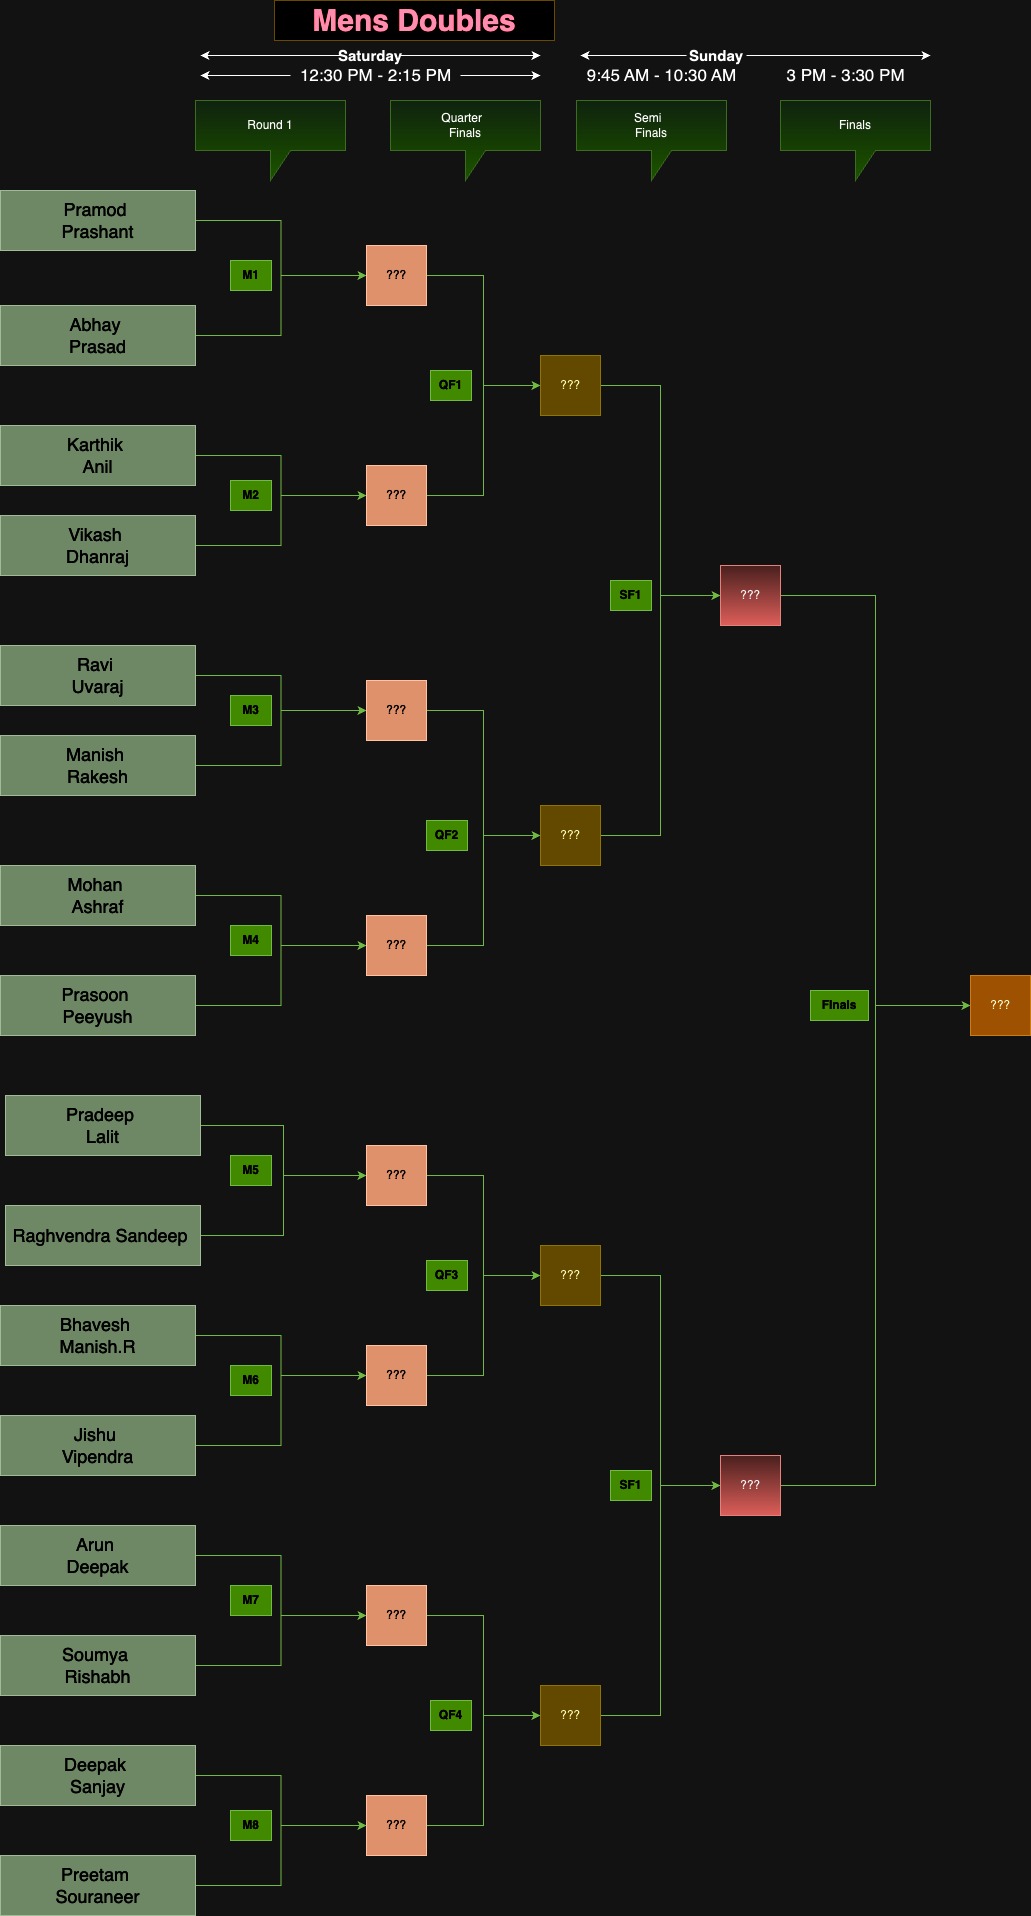 Mens Doubles
Saturday
Sunday
12:30 PM - 2:15 PM
9:45 AM - 10:30 AM
3 PM - 3:30 PM
Round 1
Quarter
Finals
Semi
Finals
Finals
Pramod
Prashant
M1
???
Abhay
Prasad
QF1
???
Karthik
Anil
M2
???
Vikash
Dhanraj
SF1
???
Ravi
Uvaraj
M3
???
Manish
Rakesh
QF2
???
Mohan
Ashraf
M4
???
Prasoon
Peeyush
FInals
???
Pradeep
Lalit
M5
???
Raghvendra Sandeep
QF3
???
Bhavesh
Manish.R
M6
???
Jishu
Vipendra
SF1
???
Arun
Deepak
M7
???
Soumya
Rishabh
QF4
???
Deepak
Sanjay
M8
???
Preetam
Souraneer